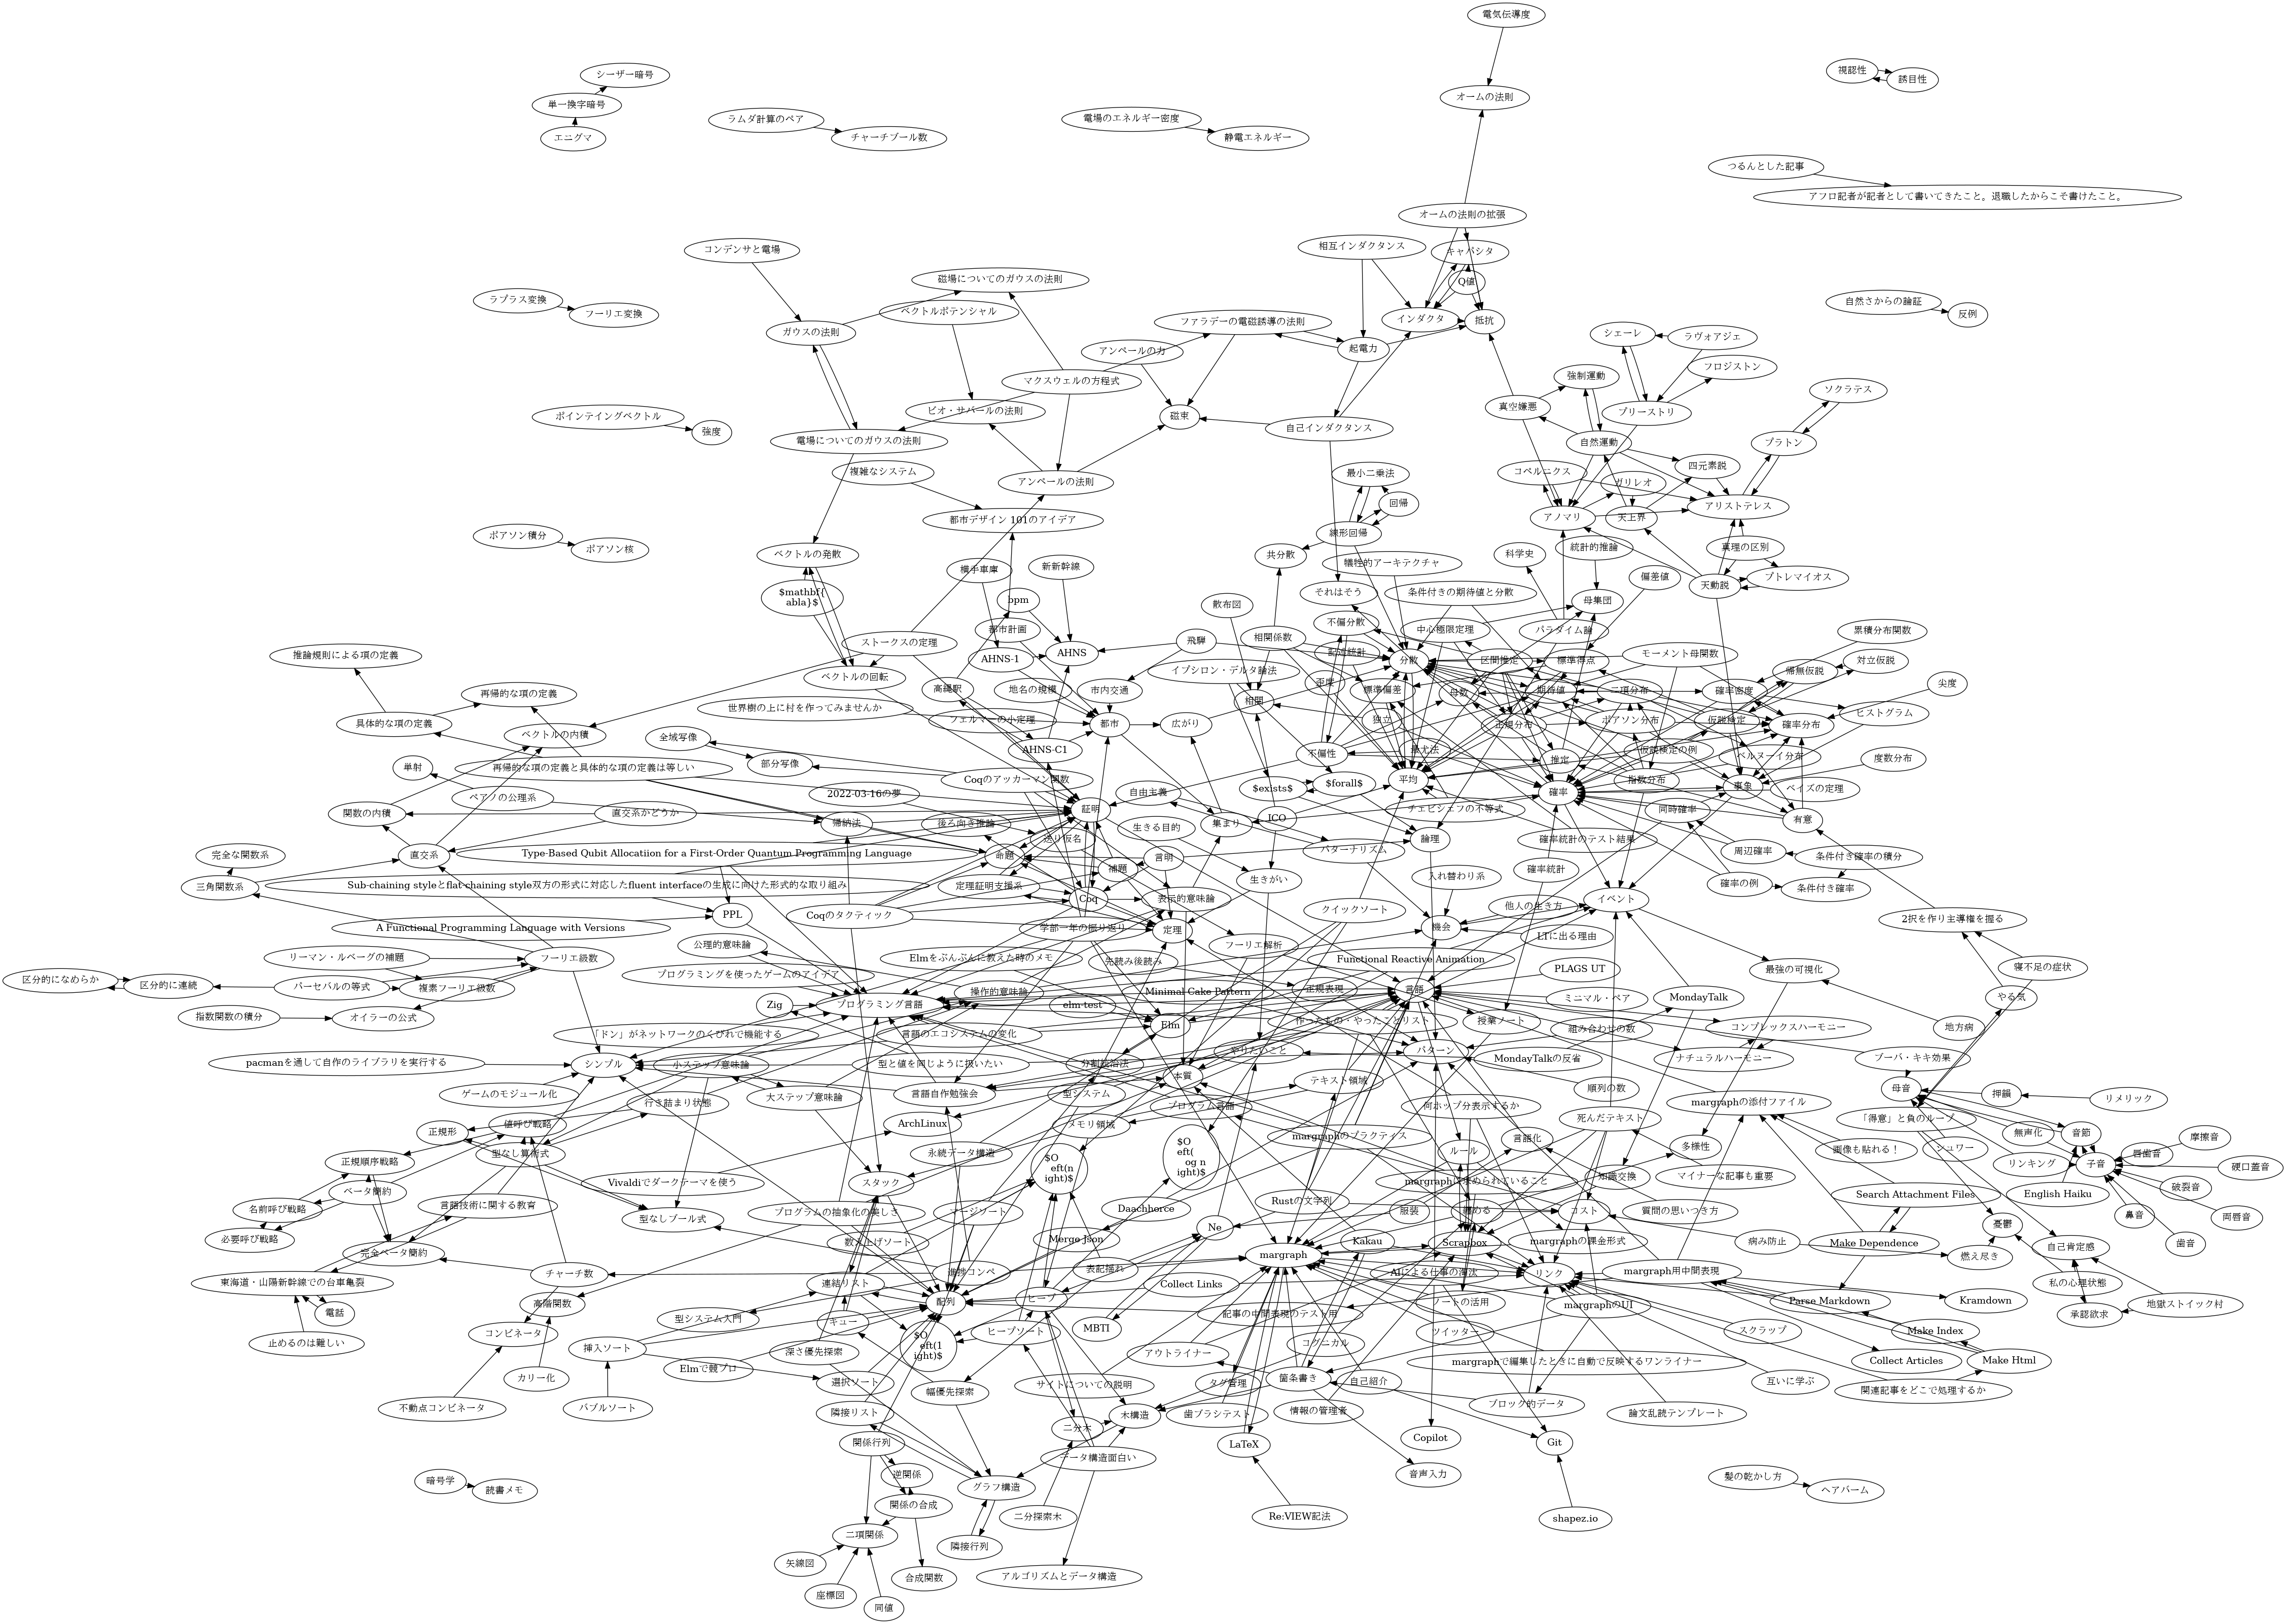 電気伝導度
シーザー暗号
視認性
誘目性
単一換字暗号
オームの法則
ラムダ計算のペア
電場のエネルギー密度
エニグマ
チャーチブール数
静電エネルギー
つるんとした記事
アフロ記者が記者として書いてきたこと。退職したからこそ書けたこと。
オームの法則の拡張
コンデンサと電場
相互インダクタンス
キャパシタ
磁場についてのガウスの法則
Q値
ラプラス変換
フーリエ変換
ベクトルポテンシャル
自然さからの論証
反例
ガウスの法則
ファラデーの電磁誘導の法則
インダクタ
抵抗
シェーレ
ラヴォアジェ
アンペールの力
起電力
フロジストン
マクスウェルの方程式
強制運動
ソクラテス
ポインテイングベクトル
強度
ビオ・サバールの法則
磁束
真空嫌悪
プリーストリ
電場についてのガウスの法則
自己インダクタンス
自然運動
プラトン
複雑なシステム
アンペールの法則
最小二乗法
コペルニクス
四元素説
ガリレオ
回帰
アリストテレス
都市デザイン 101のアイデア
アノマリ
天上界
線形回帰
ポアソン積分
ポアソン核
ベクトルの発散
共分散
科学史
統計的推論
真理の区別
横手車庫
新新幹線
犠牲的アーキテクチャ
偏差値
天動説
プトレマイオス
$mathbf{
abla}$
bpm
散布図
それはそう
条件付きの期待値と分散
母集団
ストークスの定理
都市計画
飛騨
相関係数
不偏分散
中心極限定理
パラダイム論
累積分布関数
推論規則による項の定義
AHNS-1
AHNS
記述統計
分散
区間推定
標準得点
モーメント母関数
帰無仮説
対立仮説
ベクトルの回転
イプシロン・デルタ論法
歪度
再帰的な項の定義
高縄駅
地名の規模
市内交通
相関
標準偏差
母数
期待値
二項分布
確率密度
尖度
世界樹の上に村を作ってみませんか
具体的な項の定義
フェルマーの小定理
都市
広がり
独立
正規分布
ポアソン分布
仮説検定
確率分布
ヒストグラム
ベクトルの内積
全域写像
AHNS-C1
不偏性
最尤法
仮説検定の例
ベルヌーイ分布
度数分布
単射
再帰的な項の定義と具体的な項の定義は等しい
部分写像
Coqのアッカーマン関数
推定
平均
指数分布
事象
ベイズの定理
2022-03-16の夢
自由主義
$exists$
$forall$
確率
ペアノの公理系
関数の内積
直交系かどうか
証明
チェビシェフの不等式
同時確率
有意
帰納法
後ろ向き推論
集まり
ICO
生きる目的
送り仮名
論理
確率統計のテスト結果
完全な関数系
直交系
Type-Based Qubit Allocatiion for a First-Order Quantum Programming Language
命題
言明
パターナリズム
周辺確率
条件付き確率の積分
補題
三角関数系
Sub-chaining styleとflat-chaining style双方の形式に対応したfluent interfaceの生成に向けた形式的な取り組み
定理証明支援系
生きがい
入れ替わり系
確率統計
確率の例
条件付き確率
Coq
表示的意味論
イベント
PPL
Coqのタクティック
クイックソート
他人の生き方
2択を作り主導権を握る
A Functional Programming Language with Versions
学部一年の振り返り
定理
機会
LTに出る理由
公理的意味論
フーリエ解析
リーマン・ルベーグの補題
フーリエ級数
Elmをぶんぶんに教えた時のメモ
先読み後読み
Functional Reactive Animation
PLAGS UT
最強の可視化
寝不足の症状
区分的になめらか
区分的に連続
パーセバルの等式
複素フーリエ級数
プログラミングを使ったゲームのアイデア
操作的意味論
Minimal Cake Pattern
正規表現
言語
ミニマル・ペア
MondayTalk
やる気
指数関数の積分
オイラーの公式
Zig
プログラミング言語
elm-test
Elm
作ったもの・やったことリスト
授業ノート
組み合わせの数
コンプレックスハーモニー
地方病
「ドン」がネットワークのくびれで機能する
言語のエコシステムの変化
やりたいこと
パターン
MondayTalkの反省
ナチュラルハーモニー
ブーバ・キキ効果
pacmanを通して自作のライブラリを実行する
シンプル
小ステップ意味論
型と値を同じように扱いたい
分割統治法
本質
テキスト領域
順列の数
母音
押韻
リメリック
ゲームのモジュール化
行き詰まり状態
大ステップ意味論
言語自作勉強会
型システム
プログラム言語
何ホップ分表示するか
死んだテキスト
margraphの添付ファイル
「得意」と負のループ
正規形
値呼び戦略
ArchLinux
メモリ領域
margraphのプラクティス
言語化
無声化
音節
摩擦音
型なし算術式
永続データ構造
$O
eft(
og n
ight)$
ルール
多様性
画像も貼れる！
シュワー
唇歯音
正規順序戦略
$O
eft(n
ight)$
リンキング
子音
硬口蓋音
Vivaldiでダークテーマを使う
スタック
margraphで求められていること
知識交換
マイナーな記事も重要
ベータ簡約
English Haiku
破裂音
名前呼び戦略
言語技術に関する教育
型なしブール式
プログラムの抽象化の美しさ
マージソート
Daachhorce
Rustの文字列
服装
コスト
質問の思いつき方
Search Attachment Files
鼻音
両唇音
必要呼び戦略
完全ベータ簡約
数え上げソート
Merge Json
Ne
Kakau
Scrapbox
margraphの課金形式
病み防止
Make Dependence
憂鬱
自己肯定感
歯音
東海道・山陽新幹線での台車亀裂
チャーチ数
連結リスト
進捗コンペ
表記揺れ
margraph
リンク
margraph用中間表現
燃え尽き
私の心理状態
電話
高階関数
配列
ヒープ
Collect Links
AIによる仕事の淘汰
ノートの活用
margraphのUI
Parse Markdown
Kramdown
承認欲求
地獄ストイック村
止めるのは難しい
コンビネータ
型システム入門
キュー
記事の中間表現のテスト用
MBTI
ツイッター
スクラップ
Make Index
挿入ソート
深さ優先探索
$O
eft(1
ight)$
ヒープソート
アウトライナー
コグニカル
margraphで編集したときに自動で反映するワンライナー
Collect Articles
Make Html
カリー化
Elmで競プロ
選択ソート
幅優先探索
サイトについての説明
タグ管理
箇条書き
自己紹介
互いに学ぶ
関連記事をどこで処理するか
不動点コンビネータ
バブルソート
隣接リスト
二分木
木構造
歯ブラシテスト
情報の管理者
ブロック的データ
論文乱読テンプレート
関係行列
データ構造面白い
LaTeX
Copilot
Git
暗号学
読書メモ
逆関係
グラフ構造
音声入力
髪の乾かし方
ヘアバーム
関係の合成
二分探索木
Re:VIEW記法
shapez.io
二項関係
隣接行列
矢線図
合成関数
アルゴリズムとデータ構造
座標図
同値